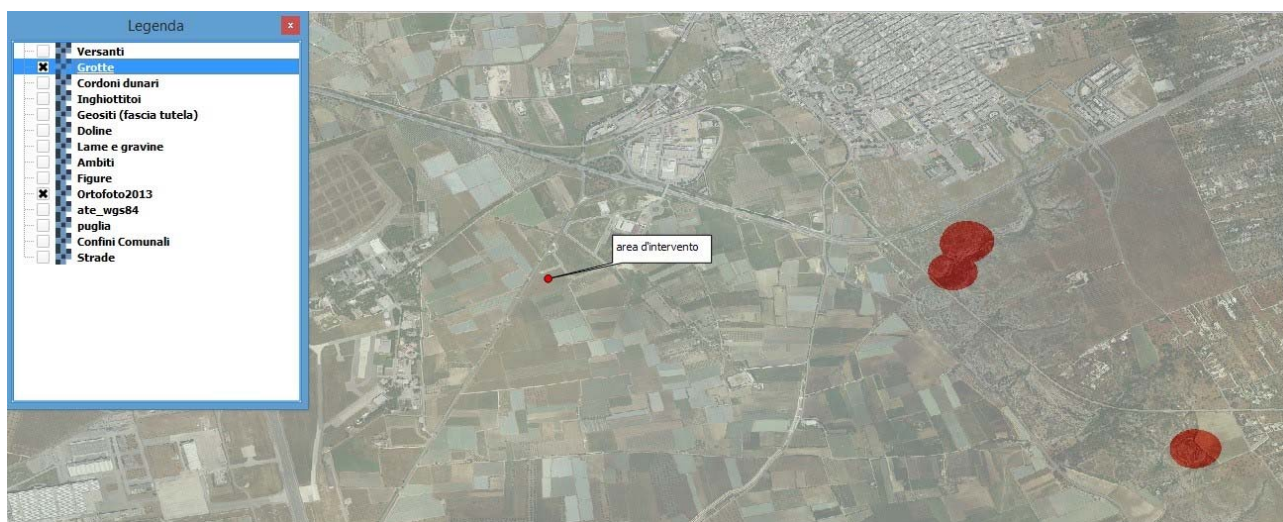 Legenda
Versanti
Grotte
Cordoni dunari
Inghiottitoi
Geositi (fascia tutela)
Doline
Lame e gravine
Ambiti
Figure
Ortofoto2013
ate_wgs84
puglia
Confini Comunali
Strade
area d'intervento